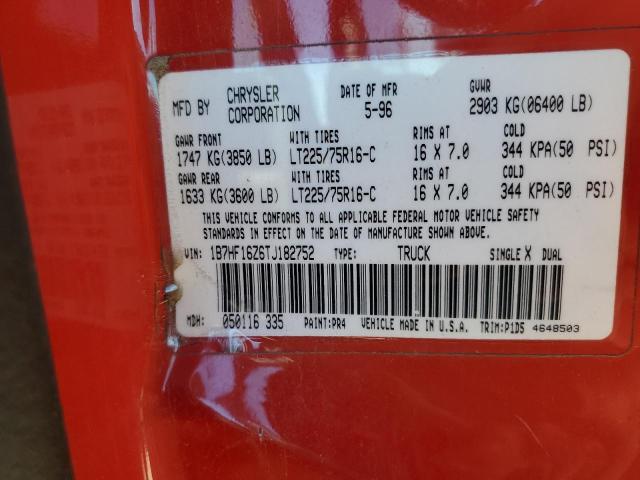 MFD BY CHRYSLER CORPORATION DATE OF MFR 5-96 GVWR 2903 KG(06400 LB)
GAWR FRONT WITH TIRES RIMS AT COLD
1747 KG(3850 LB) LT225/75R16-C 16 X 7.0 344 KPA(50 PSI)
GAWR REAR WITH TIRES RIMS AT COLD
1633 KG(3600 LB) LT225/75R16-C 16 X 7.0 344 KPA(50 PSI)
THIS VEHICLE CONFORMS TO ALL APPLICABLE FEDERAL MOTOR VEHICLE SAFETY
STANDARDS IN EFFECT ON THE DATE OF MANUFACTURE SHOWN ABOVE.
VIN: 1B7HF16Z6TJ182752 TYPE: TRUCK SINGLE X DUAL
MDH: 050116 335 PAINT:PR4 VEHICLE MADE IN U.S.A. TRIM:P1D5 4648503